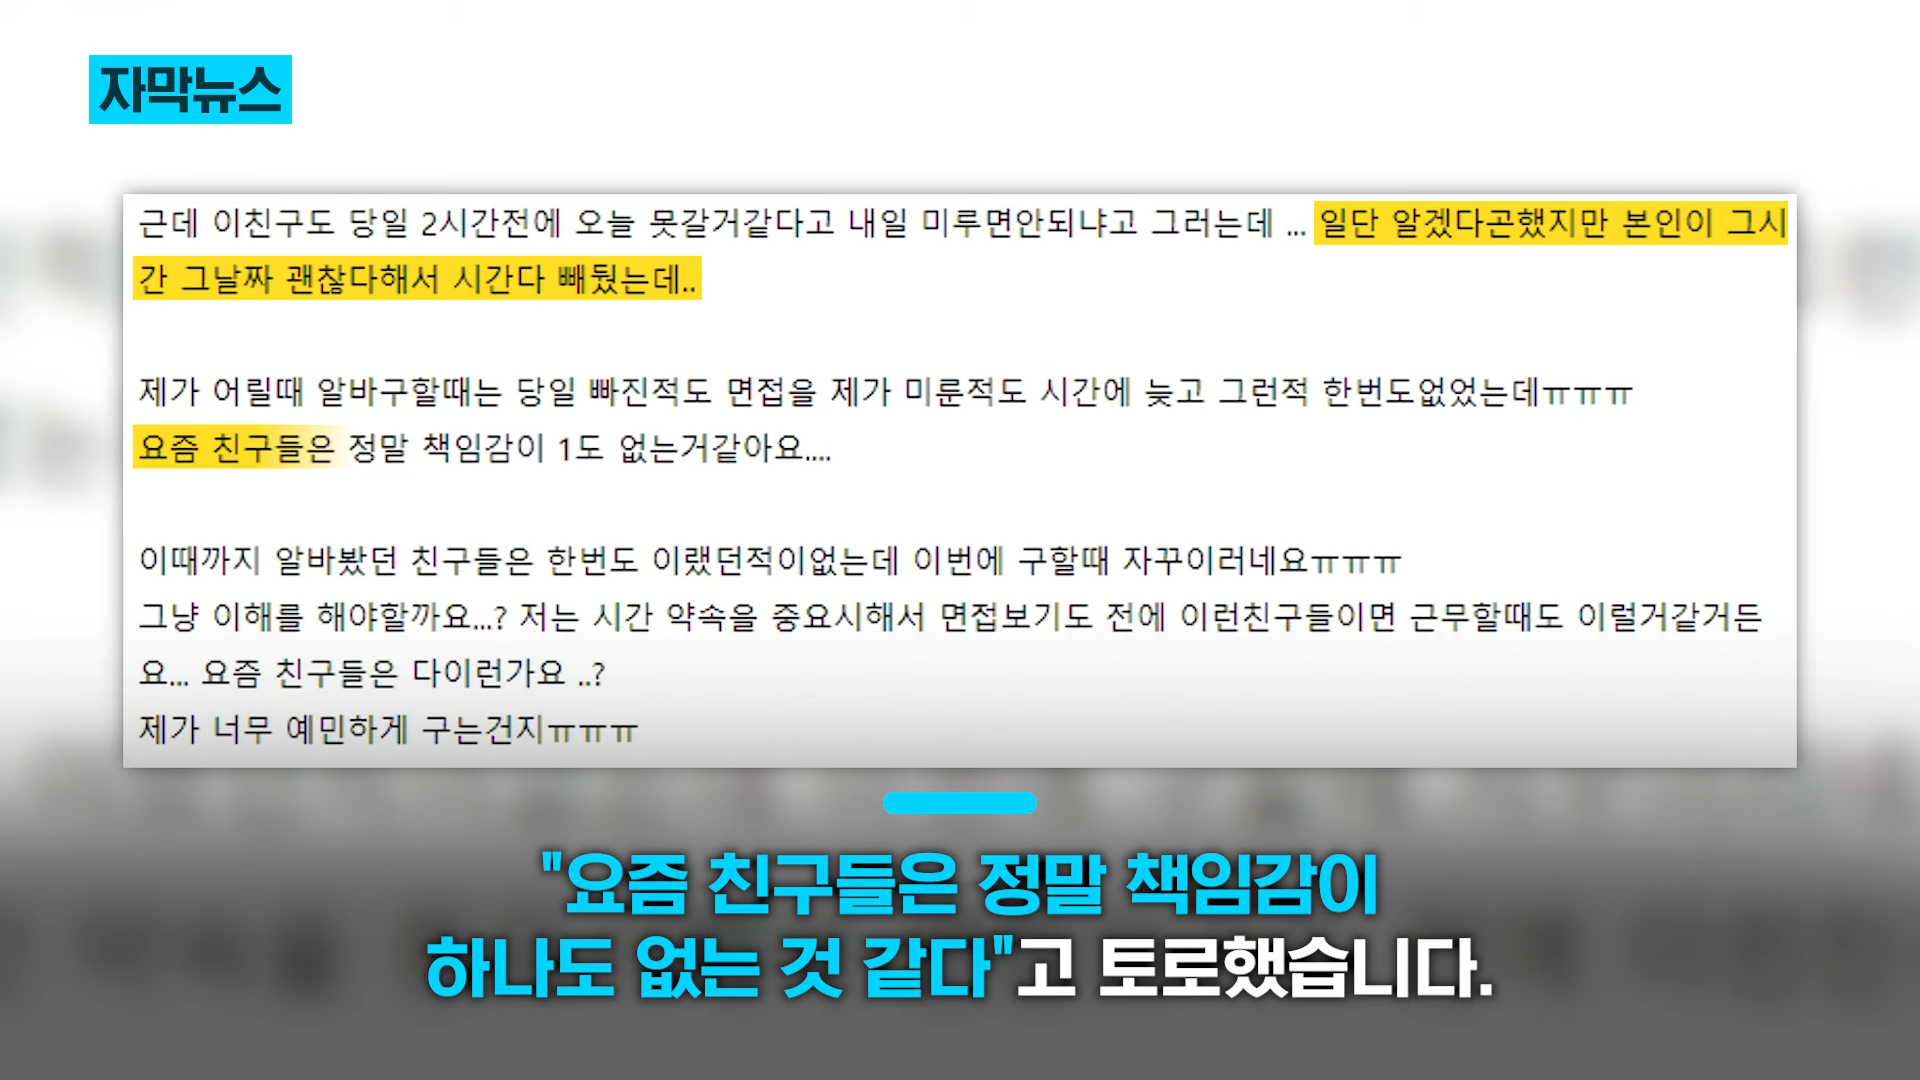 자막뉴스
근데 이친구도 당일 2시간전에 오늘 못갈거같다고 내일 미루면안되냐고 그러는데 ... 일단 알겠다곤했지만 본인이 그시
간 그날짜 괜찮다해서 시간다 빼뒀는데..
제가 어릴때 알바구할때는 당일 빠진적도 면접을 제가 미룬적도 시간에 늦고 그런적 한번도없었는데ㅠㅠㅠ
요즘 친구들은 정말 책임감이 1도 없는거같아요....
이때까지 알바봤던 친구들은 한번도 이랬던적이없는데 이번에 구할때 자꾸이러네요ㅠㅠㅠ
그냥 이해를 해야할까요...? 저는 시간 약속을 중요시해서 면접보기도 전에 이런친구들이면 근무할때도 이럴거같거든
요... 요즘 친구들은 다이런가요 ..?
제가 너무 예민하게 구는건지ㅠㅠㅠ
"요즘 친구들은 정말 책임감이
하나도 없는 것 같다"고 토로했습니다.